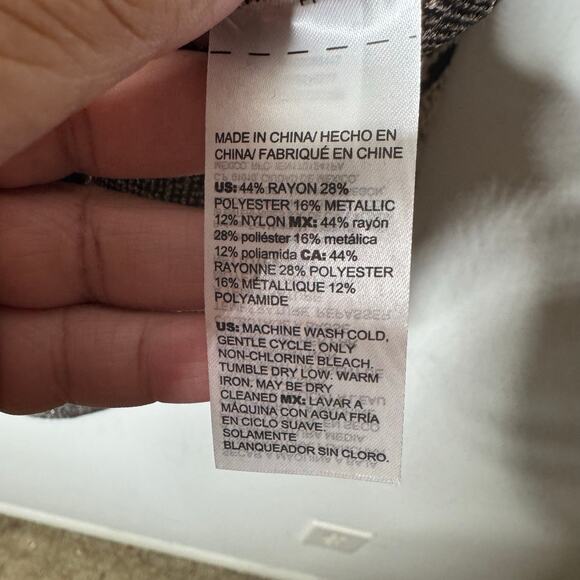 MADE IN CHINA/ HECHO EN
CHINA/ FABRIQUÉ EN CHINE
US: 44% RAYON 28%
POLYESTER 16% METALLIC
12% NYLON MX: 44% rayón
28% poliéster 16% metálica
12% poliamida CA: 44%
RAYONNE 28% POLYESTER
16% MÉTALLIQUE 12%
POLYAMIDE
US: MACHINE WASH COLD,
GENTLE CYCLE. ONLY
NON-CHLORINE BLEACH,
TUMBLE DRY LOW. WARM
IRON. MAY BE DRY
CLEANED MX: LAVAR A
MÁQUINA CON AGUA FRÍA
EN CICLO SUAVE.
SOLAMENTE
BLANQUEADOR SIN CLORO.